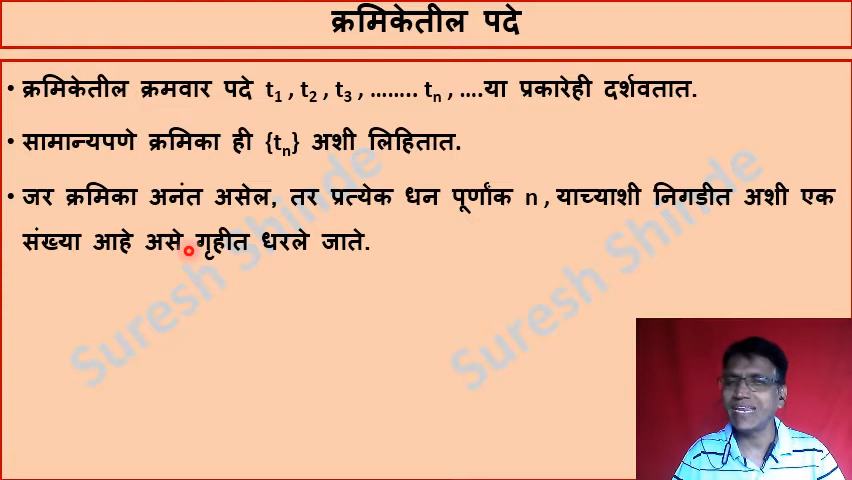 क्रमिकेतील पदे
• क्रमिकेतील क्रमवार पदे t₁ , t₂ , t₃ , …….. tₙ , ….या प्रकारेही दर्शवतात.
• सामान्यपणे क्रमिका ही {tₙ} अशी लिहितात.
• जर क्रमिका अनंत असेल, तर प्रत्येक धन पूर्णांक n , याच्याशी निगडीत अशी एक
संख्या आहे असे गृहीत धरले जाते.
Suresh Shinde
Suresh Shinde